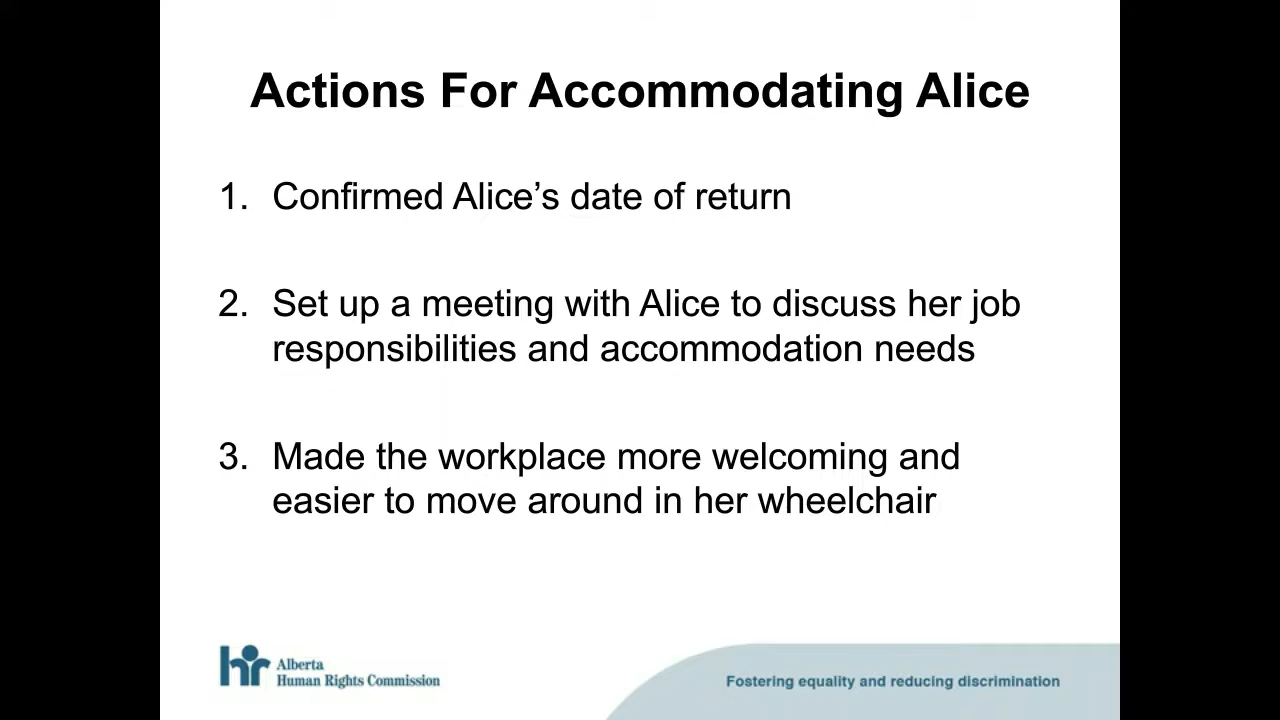 Actions For Accommodating Alice
1. Confirmed Alice’s date of return
2. Set up a meeting with Alice to discuss her job
responsibilities and accommodation needs
3. Made the workplace more welcoming and
easier to move around in her wheelchair
hr Alberta
Human Rights Commission
Fostering equality and reducing discrimination